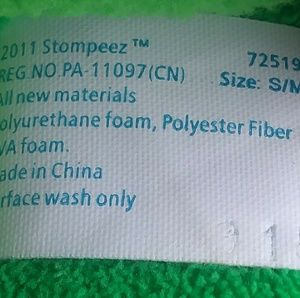 2011 Stompeez™ 72519
REG.NO.PA-11097(CN) Size: S/M
All new materials
olyurethane foam, Polyester Fiber
VA foam.
ade in China
rface wash only